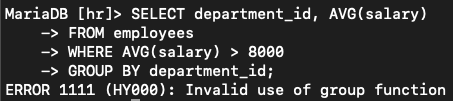 MariaDB [hr]> SELECT department_id, AVG(salary)
    -> FROM employees
    -> WHERE AVG(salary) > 8000
    -> GROUP BY department_id;
ERROR 1111 (HY000): Invalid use of group function